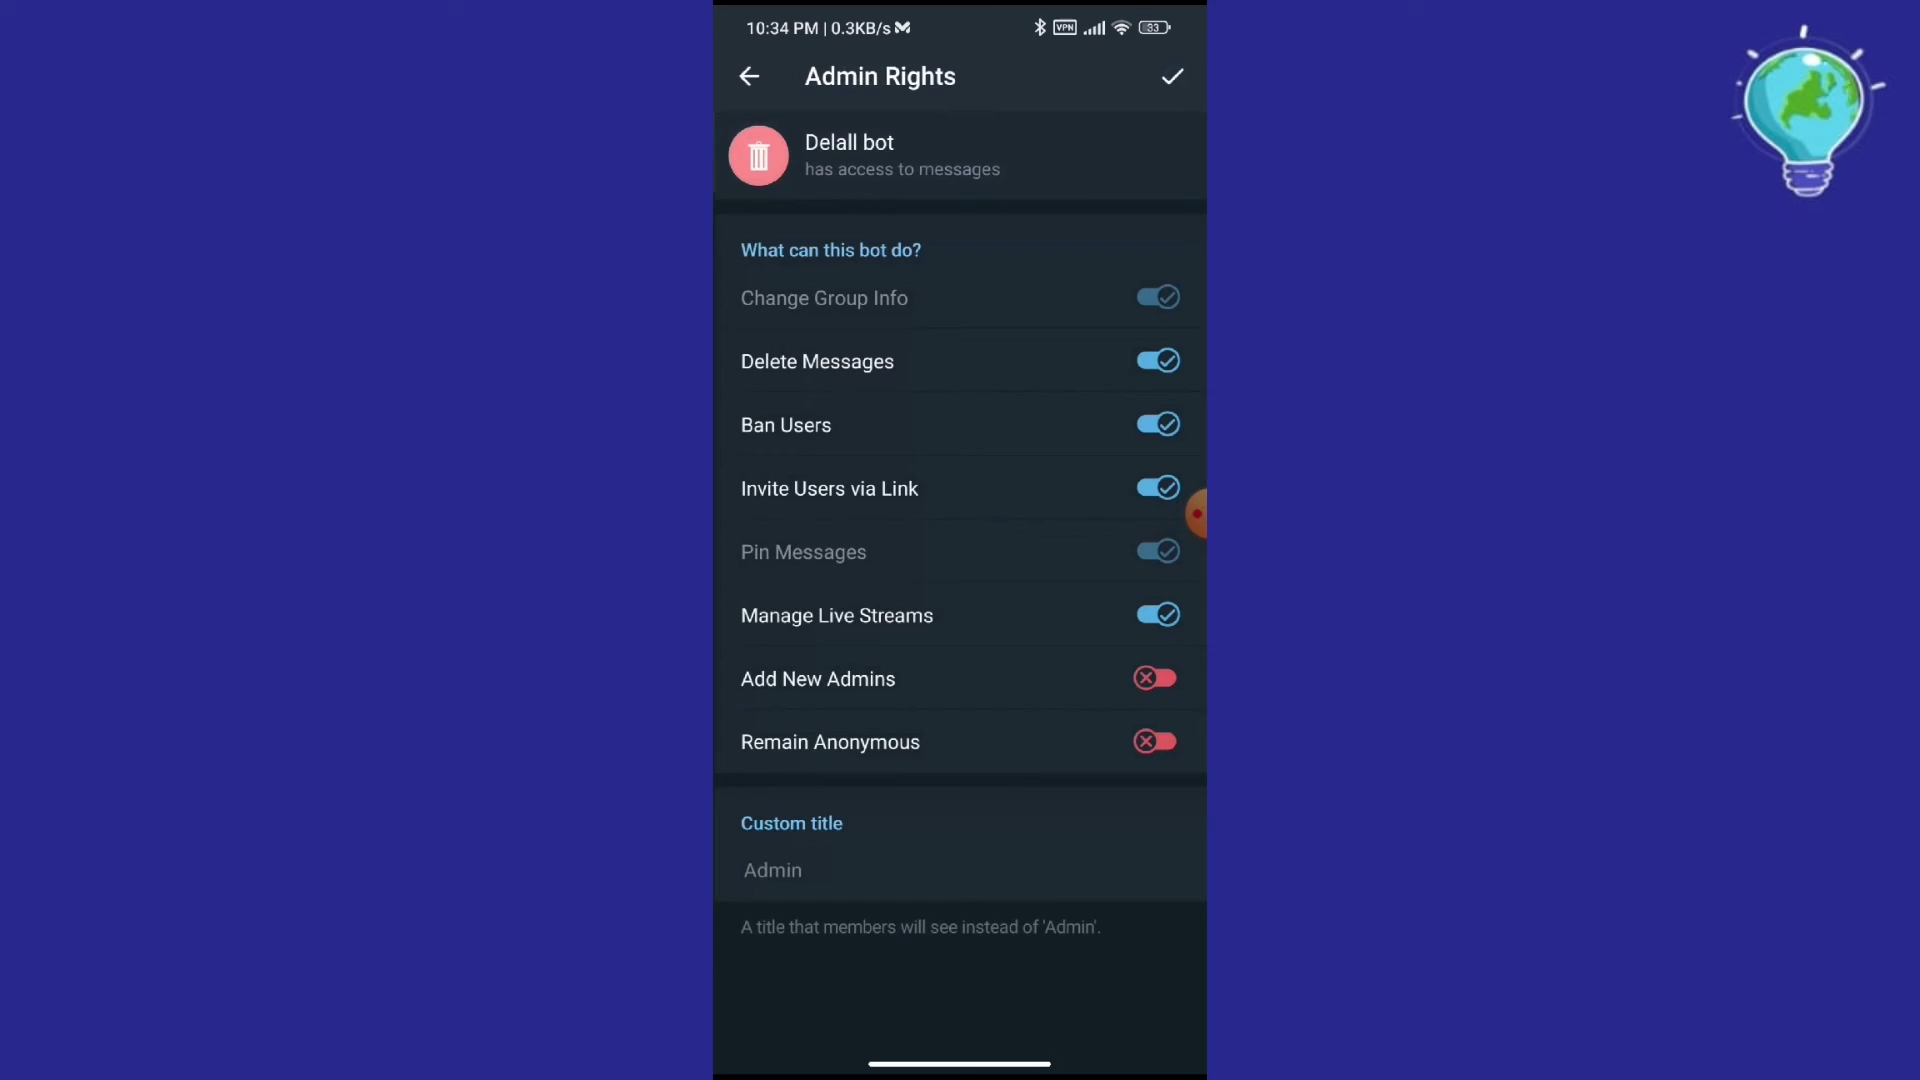 10:34 PM | 0.3KB/s
VPN
33
Admin Rights
Delall bot
has access to messages
What can this bot do?
Change Group Info
Delete Messages
Ban Users
Invite Users via Link
Pin Messages
Manage Live Streams
Add New Admins
Remain Anonymous
Custom title
Admin
A title that members will see instead of 'Admin'.